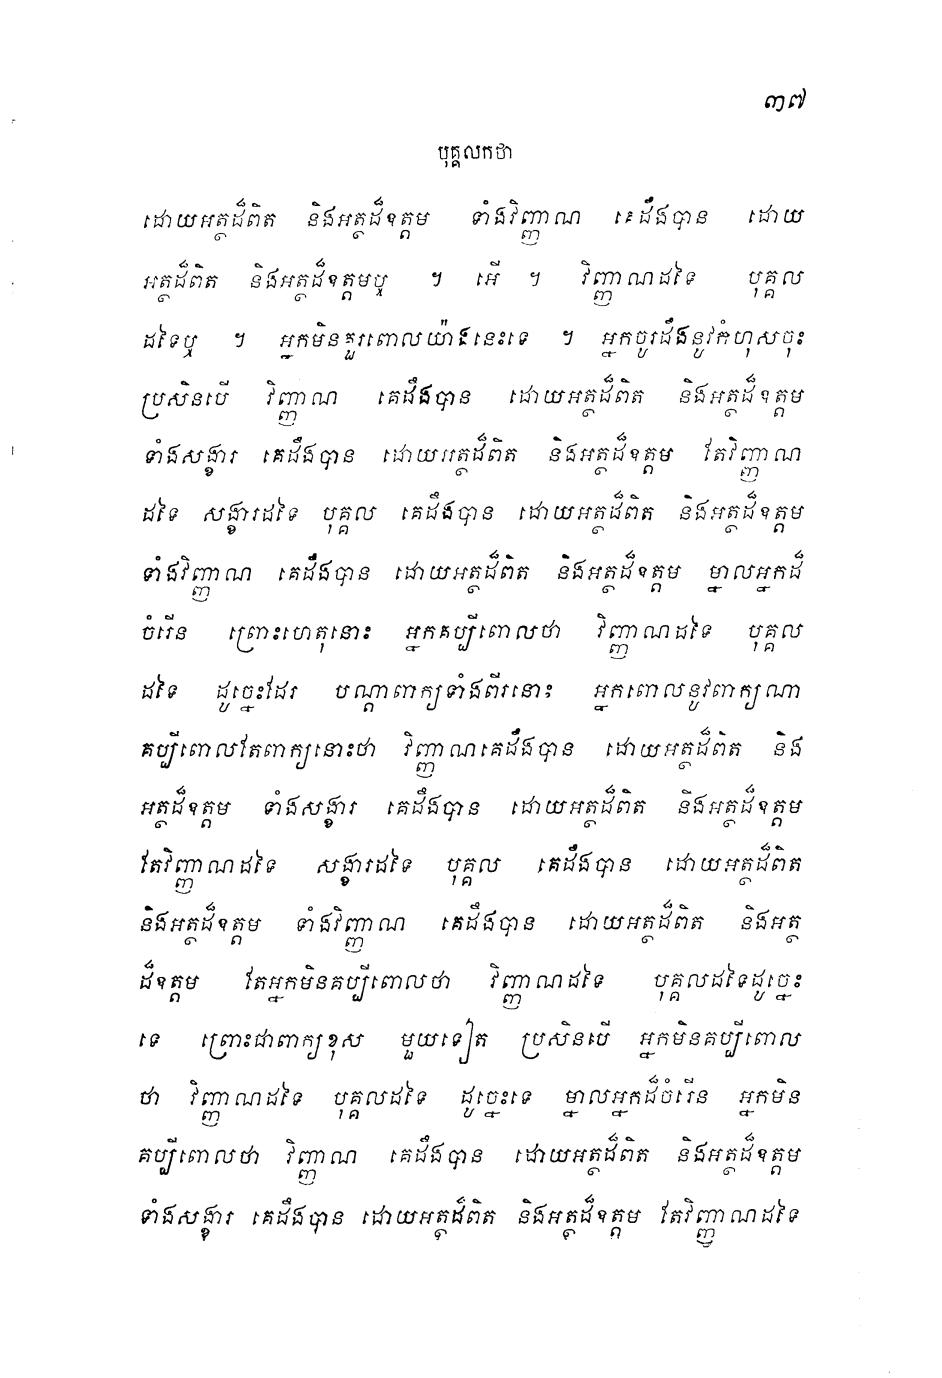 ៣៧
បុគ្គលកថា
ដោយអត្ថដ៏ពិត និងអត្ថដ៏ឧត្តម ទាំងវិញ្ញាណ គេដឹងបាន ដោយ
អត្ថដ៏ពិត និងអត្ថដ៏ឧត្តមឬ ។ អើ ។ វិញ្ញាណដទៃ បុគ្គល
ដទៃឬ ។ អ្នកមិនគួរពោលយ៉ាងនេះទេ ។ អ្នកចូរដឹងនូវកំហុសចុះ
ប្រសិនបើ វិញ្ញាណ គេដឹងបាន ដោយអត្ថដ៏ពិត និងអត្ថដ៏ឧត្តម
ទាំងសង្ខារ គេដឹងបាន ដោយអត្ថដ៏ពិត និងអត្ថដ៏ឧត្តម តែវិញ្ញាណ
ដទៃ សង្ខារដទៃ បុគ្គល គេដឹងបាន ដោយអត្ថដ៏ពិត និងអត្ថដ៏ឧត្តម
ទាំងវិញ្ញាណ គេដឹងបាន ដោយអត្ថដ៏ពិត និងអត្ថដ៏ឧត្តម ម្នាលអ្នកដ៏
ចំរើន ព្រោះហេតុនោះ អ្នកគប្បីពោលថា វិញ្ញាណដទៃ បុគ្គល
ដទៃ ដូច្នេះដែរ បណ្តាពាក្យទាំងពីរនោះ អ្នកពោលនូវពាក្យណា
គប្បីពោលតែពាក្យនោះថា វិញ្ញាណគេដឹងបាន ដោយអត្ថដ៏ពិត និង
អត្ថដ៏ឧត្តម ទាំងសង្ខារ គេដឹងបាន ដោយអត្ថដ៏ពិត និងអត្ថដ៏ឧត្តម
តែវិញ្ញាណដទៃ សង្ខារដទៃ បុគ្គល គេដឹងបាន ដោយអត្ថដ៏ពិត
និងអត្ថដ៏ឧត្តម ទាំងវិញ្ញាណ គេដឹងបាន ដោយអត្ថដ៏ពិត និងអត្ថ
ដ៏ឧត្តម តែអ្នកមិនគប្បីពោលថា វិញ្ញាណដទៃ បុគ្គលដទៃដូច្នេះ
ទេ ព្រោះជាពាក្យខុស មួយទៀត ប្រសិនបើ អ្នកមិនគប្បីពោល
ថា វិញ្ញាណដទៃ បុគ្គលដទៃ ដូច្នេះទេ ម្នាលអ្នកដ៏ចំរើន អ្នកមិន
គប្បីពោលថា វិញ្ញាណ គេដឹងបាន ដោយអត្ថដ៏ពិត និងអត្ថដ៏ឧត្តម
ទាំងសង្ខារ គេដឹងបាន ដោយអត្ថដ៏ពិត និងអត្ថដ៏ឧត្តម តែវិញ្ញាណដទៃ